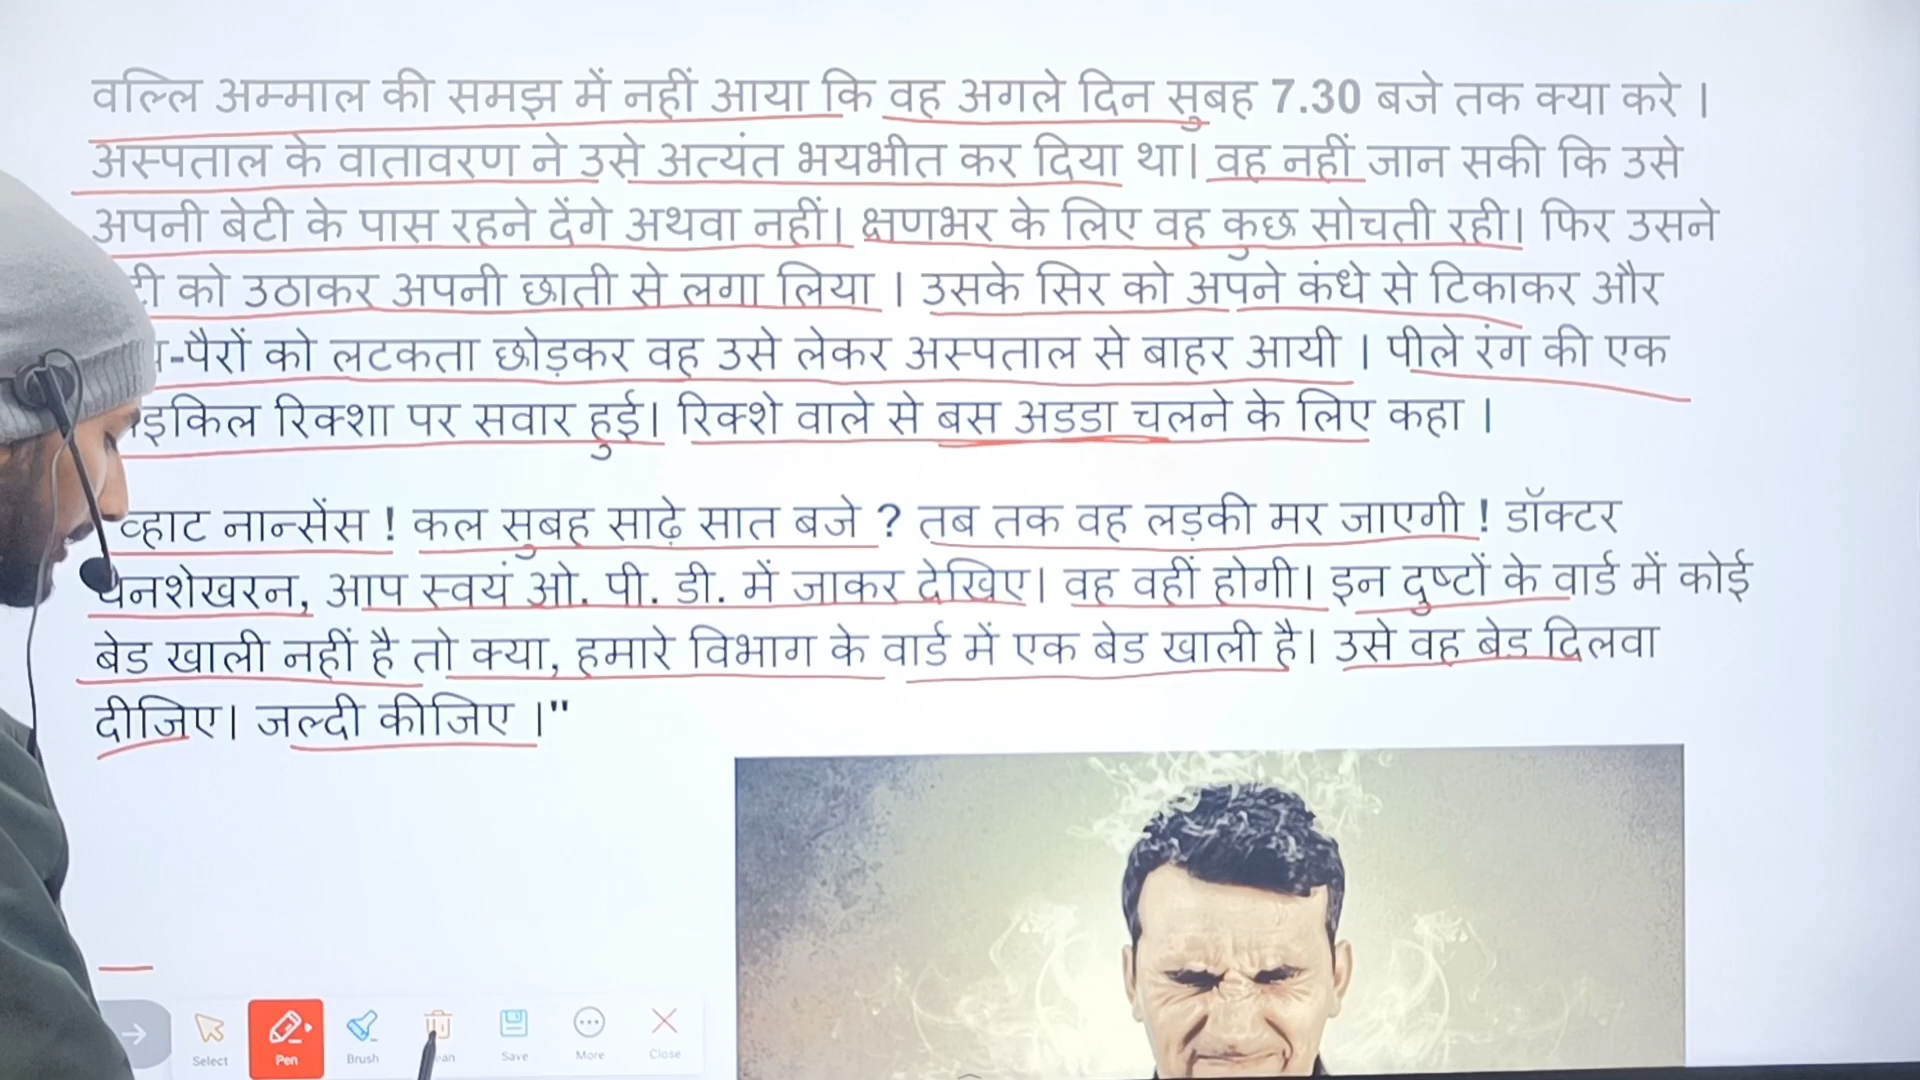 वल्लि अम्माल की समझ में नहीं आया कि वह अगले दिन सुबह 7.30 बजे तक क्या करे ।
अस्पताल के वातावरण ने उसे अत्यंत भयभीत कर दिया था। वह नहीं जान सकी कि उसे
अपनी बेटी के पास रहने देंगे अथवा नहीं। क्षणभर के लिए वह कुछ सोचती रही। फिर उसने
को उठाकर अपनी छाती से लगा लिया । उसके सिर को अपने कंधे से टिकाकर और
-पैरों को लटकता छोड़कर वह उसे लेकर अस्पताल से बाहर आयी । पीले रंग की एक
रिक्शा पर सवार हुई। रिक्शे वाले से बस अडडा चलने के लिए कहा ।
व्हाट नान्सेंस ! कल सुबह साढ़े सात बजे ? तब तक वह लड़की मर जाएगी ! डॉक्टर
आप स्वयं ओ. पी. डी. में जाकर देखिए। वह वहीं होगी। इन दुष्टों के वार्ड में कोई
बेड खाली नहीं है तो क्या, हमारे विभाग के वार्ड में एक बेड खाली है। उसे वह बेड दिलवा
दीजिए। जल्दी कीजिए ।"
Select Pen Brush Save More Close